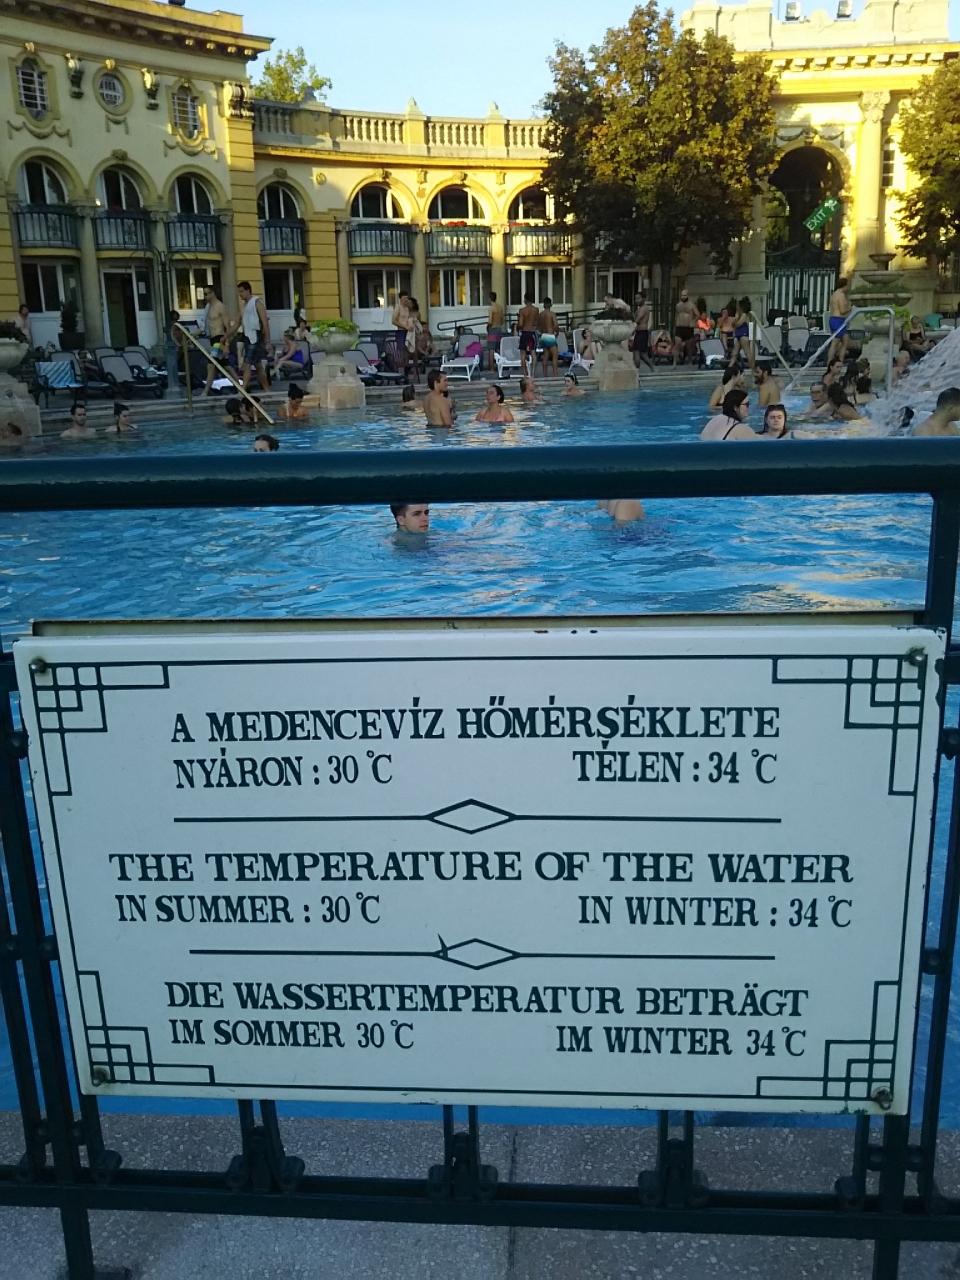 EXIT
A MEDENCEVÍZ HŐMÉRSÉKLETE
NYÁRON : 30 °C TÉLEN : 34 °C
THE TEMPERATURE OF THE WATER
IN SUMMER : 30 °C IN WINTER : 34 °C
DIE WASSERTEMPERATUR BETRÄGT
IM SOMMER 30 °C IM WINTER 34 °C